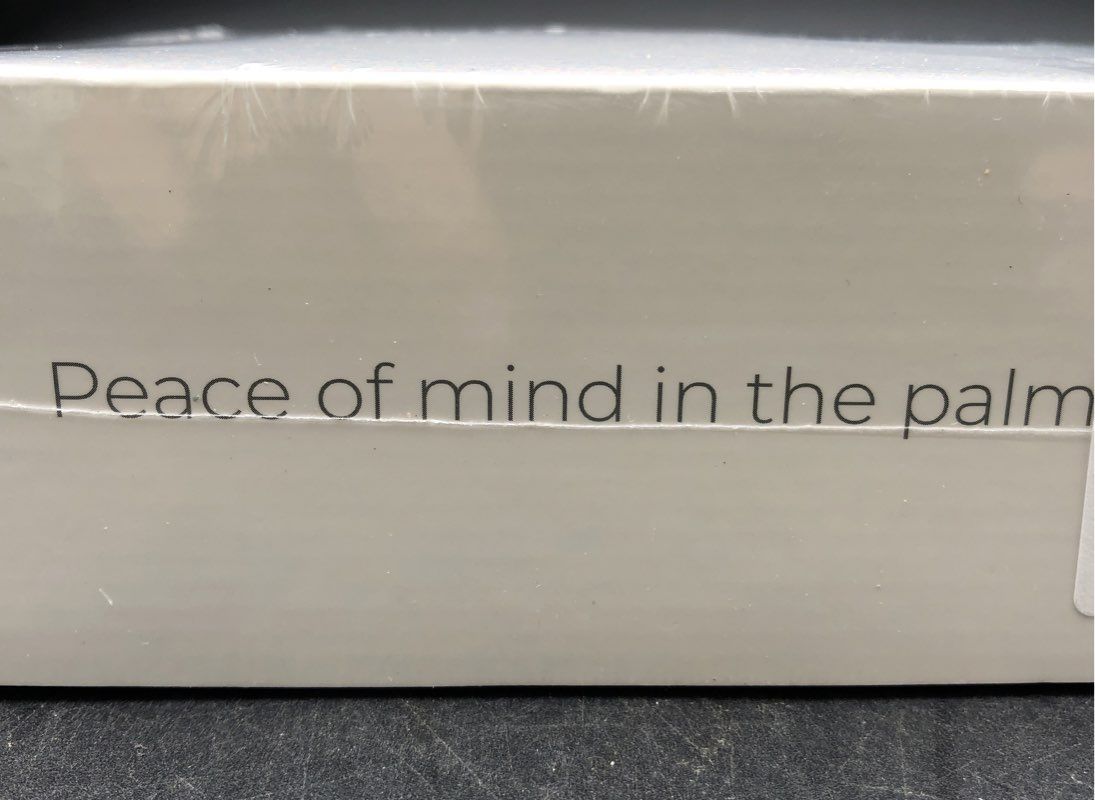 Peace of mind in the palm